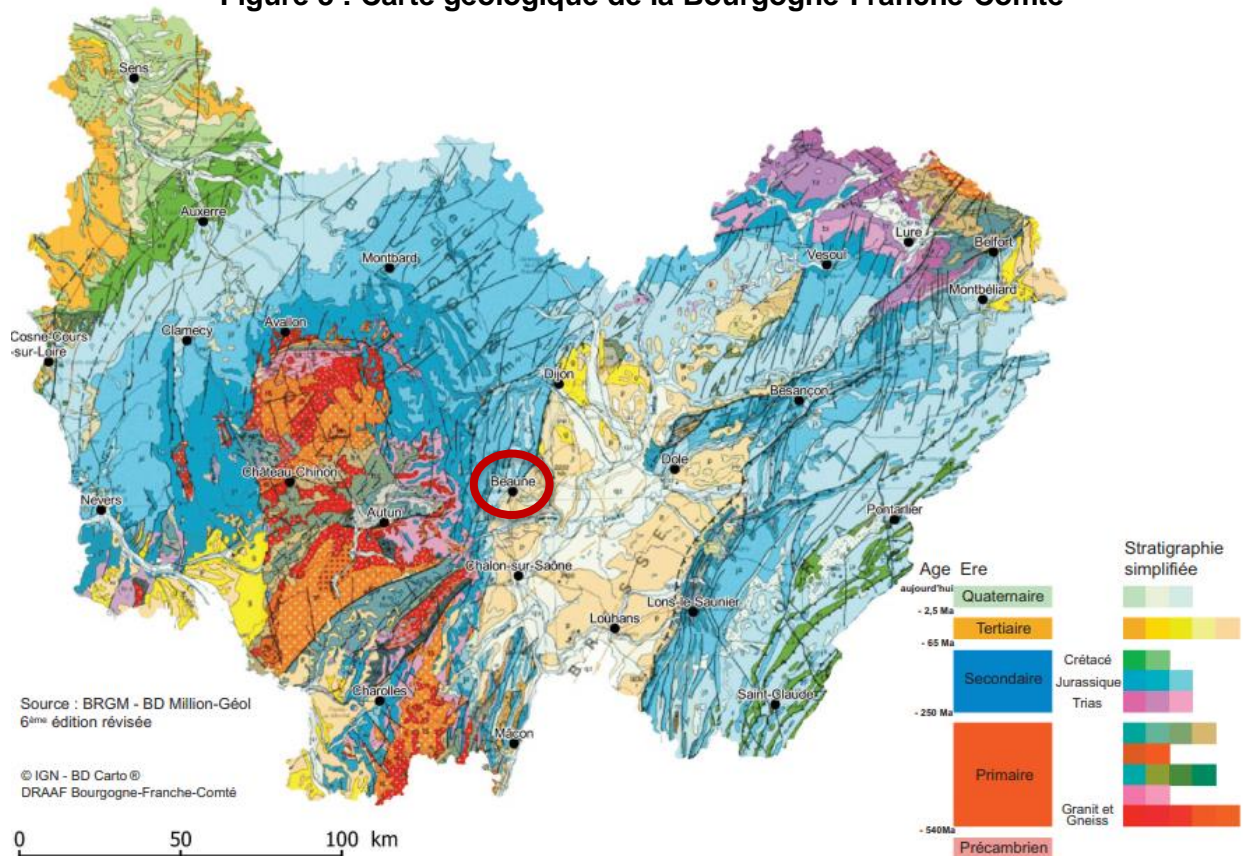 Figure 3 : Carte géologique de la Bourgogne-Franche-Comté
Sens
Auxerre
Montbard
Lure
Belfort
Vesoul
Montbéliard
Cosne-Cours
-sur-Loire
Clamecy
Avallon
Dijon
Besançon
Château-Chinon
Beaune
Dole
Nevers
Autun
Pontarlier
Chalon-sur-Saône
Louhans
Lons-le-Saunier
BRESSE
Charolles
Saint-Claude
Mâcon
Age Ere
Stratigraphie
simplifiée
aujourd'hui
Quaternaire
- 2,5 Ma
Tertiaire
- 65 Ma
Secondaire
Crétacé
Jurassique
Trias
- 250 Ma
Primaire
Granit et
Gneiss
- 540Ma
Précambrien
Source : BRGM - BD Million-Géol
6ème édition révisée
© IGN - BD Carto ®
DRAAF Bourgogne-Franche-Comté
0 50 100 km